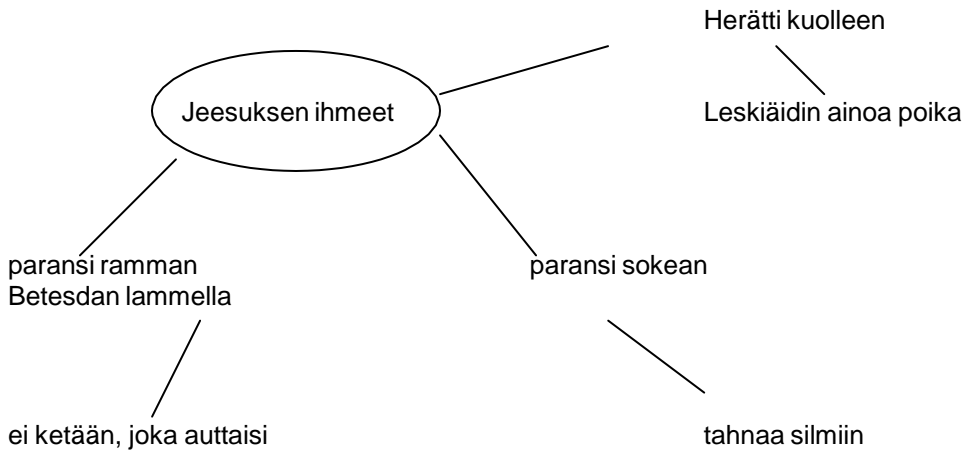 Herätti kuolleen
Jeesuksen ihmeet
Leskiäidin ainoa poika
paransi ramman
Betesdan lammella
paransi sokean
ei ketään, joka auttaisi
tahnaa silmiin